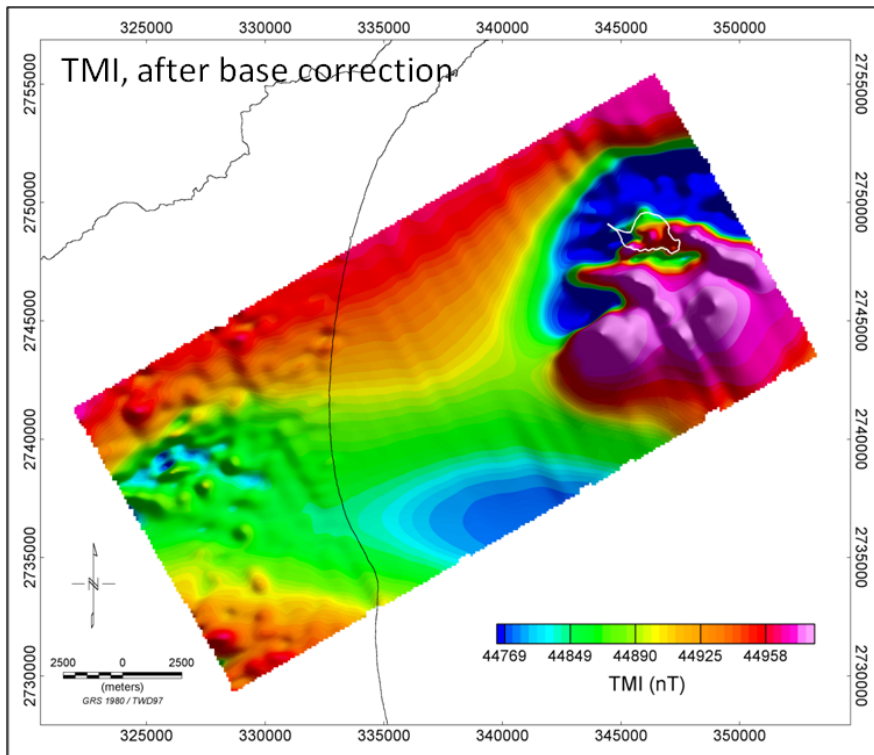 325000 330000 335000 340000 345000 350000
TMI, after base correction
2755000 2755000
2750000 2750000
2745000 2745000
2740000 2740000
2735000 2735000
2730000 2730000
N
2500 0 2500
(meters)
GRS 1980 / TWD97
44769 44849 44890 44925 44958
TMI (nT)
325000 330000 335000 340000 345000 350000